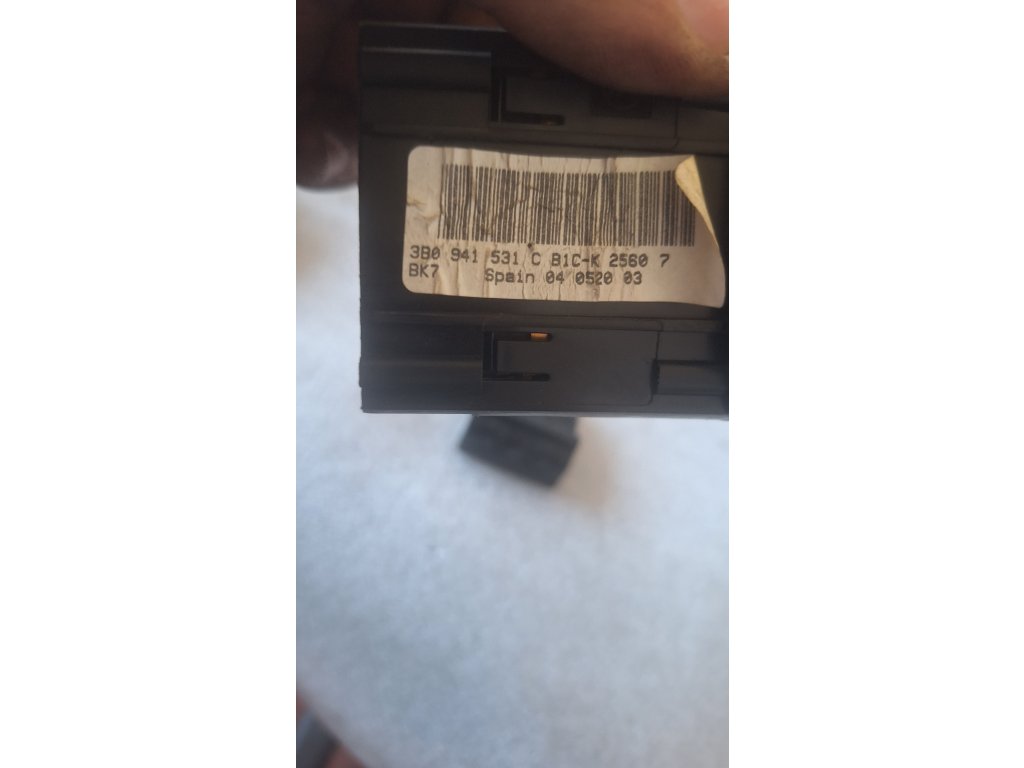 3B0 941 531 C B1C-K 2560 7
BK7 Spain 04 0520 03